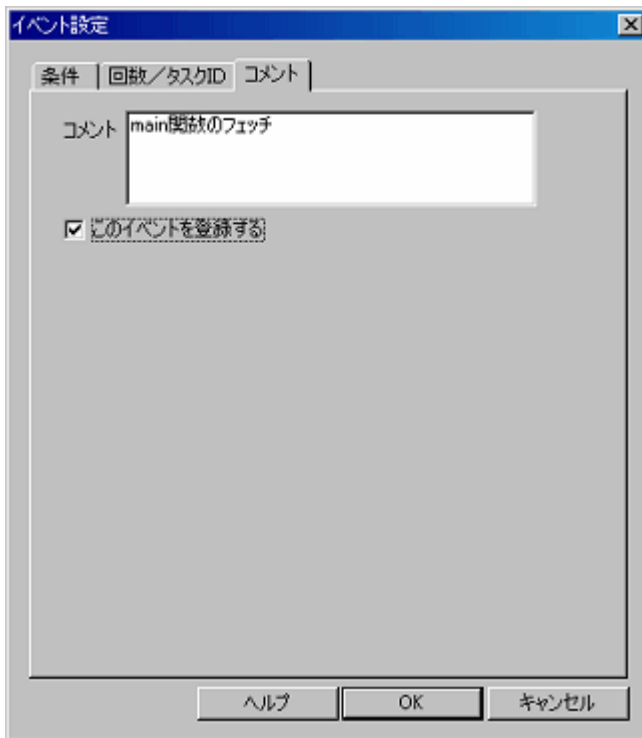 イベント設定
条件
回数／タスクID
コメント
コメント
main関数のフェッチ
このイベントを登録する
ヘルプ
OK
キャンセル